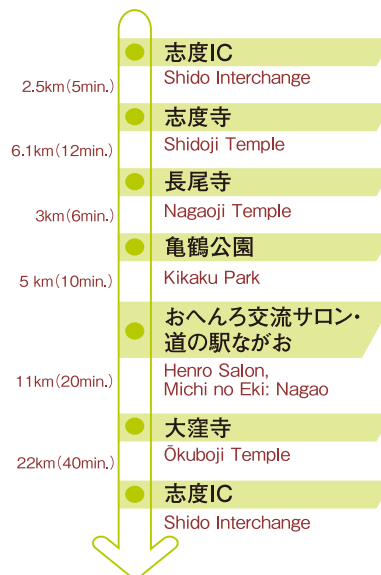 志度IC
Shido Interchange
2.5km(5min.)
志度寺
Shidoji Temple
6.1km(12min.)
長尾寺
Nagaoji Temple
3km(6min.)
亀鶴公園
Kikaku Park
5 km(10min.)
おへんろ交流サロン・
道の駅ながお
Henro Salon,
Michi no Eki: Nagao
11km(20min.)
大窪寺
Ōkuboji Temple
22km(40min.)
志度IC
Shido Interchange